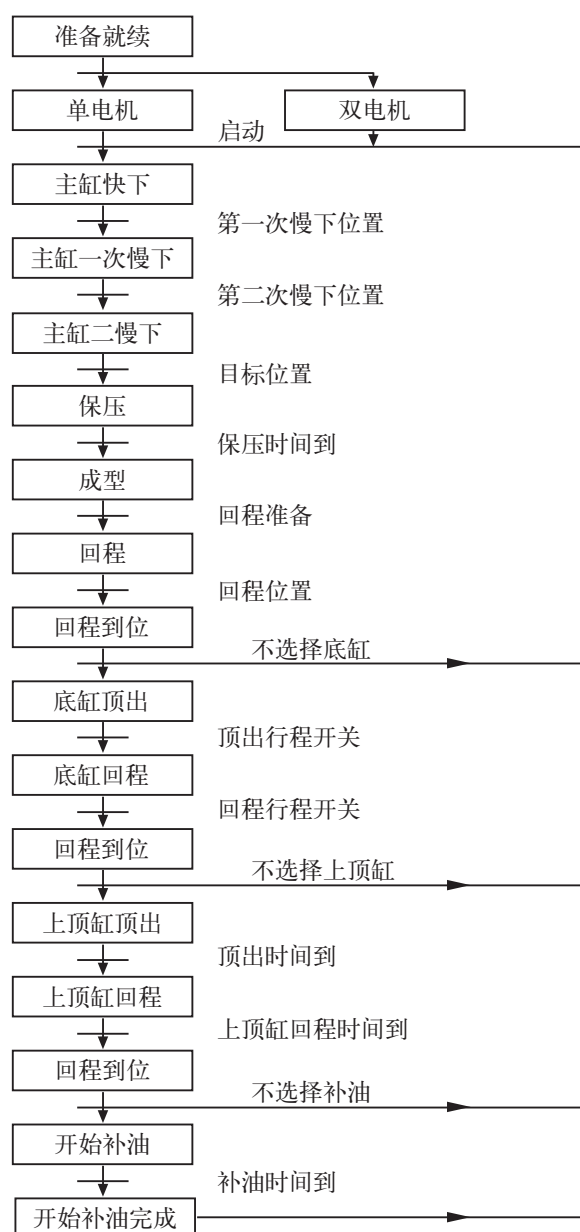 准备就续
单电机
双电机
启动
主缸快下
第一次慢下位置
主缸一次慢下
第二次慢下位置
主缸二慢下
目标位置
保压
保压时间到
成型
回程准备
回程
回程位置
回程到位
不选择底缸
底缸顶出
顶出行程开关
底缸回程
回程行程开关
回程到位
不选择上顶缸
上顶缸顶出
顶出时间到
上顶缸回程
上顶缸回程时间到
回程到位
不选择补油
开始补油
补油时间到
开始补油完成